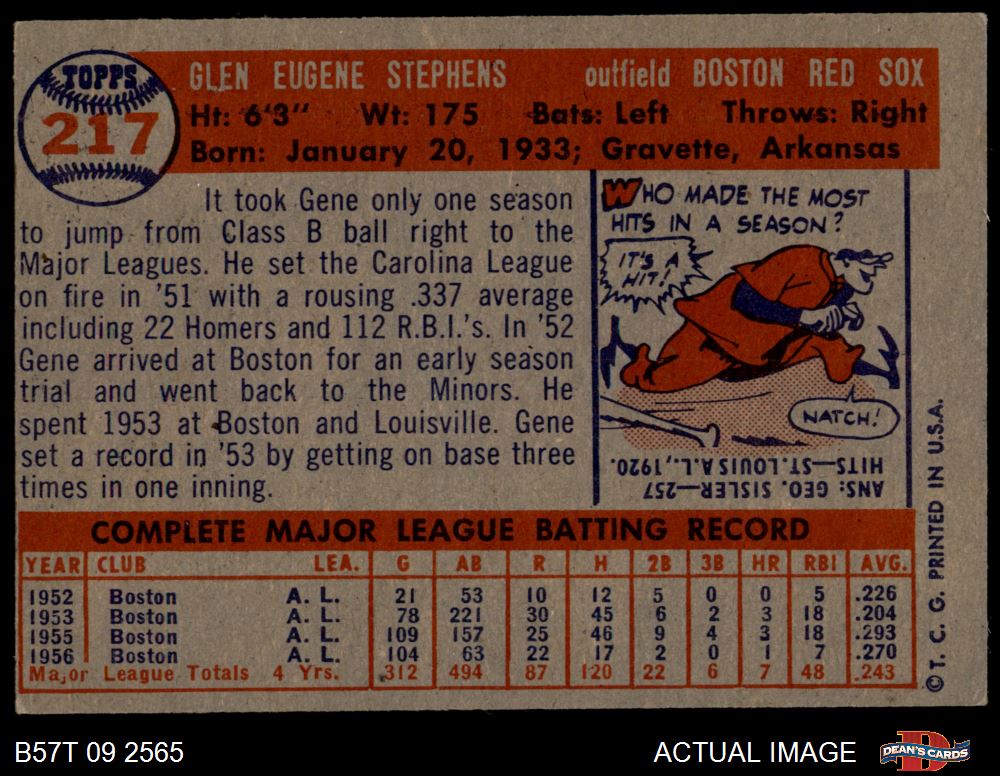 TOPPS
217
GLEN EUGENE STEPHENS outfield BOSTON RED SOX
Ht: 6'3" Wt: 175 Bats: Left Throws: Right
Born: January 20, 1933; Gravette, Arkansas
It took Gene only one season
to jump from Class B ball right to the
Major Leagues. He set the Carolina League
on fire in '51 with a rousing .337 average
including 22 Homers and 112 R.B.I.'s. In '52
Gene arrived at Boston for an early season
trial and went back to the Minors. He
spent 1953 at Boston and Louisville. Gene
set a record in '53 by getting on base three
times in one inning.
WHO MADE THE MOST
HITS IN A SEASON?
IT'S A
HIT!
NATCH!
ANS: GEO. SISLER—257
HITS—ST. LOUIS A.L., 1920.
COMPLETE MAJOR LEAGUE BATTING RECORD
YEAR CLUB LEA. G AB R H 2B 3B HR RBI AVG.
1952 Boston A. L. 21 53 10 12 5 0 0 5 .226
1953 Boston A. L. 78 221 30 45 6 2 3 18 .204
1955 Boston A. L. 109 157 25 46 9 4 3 18 .293
1956 Boston A. L. 104 63 22 17 2 0 1 7 .270
Major League Totals 4 Yrs. 312 494 87 120 22 6 7 48 .243
© T. C. G. PRINTED IN U.S.A.
B57T 09 2565 ACTUAL IMAGE DEAN'S CARDS